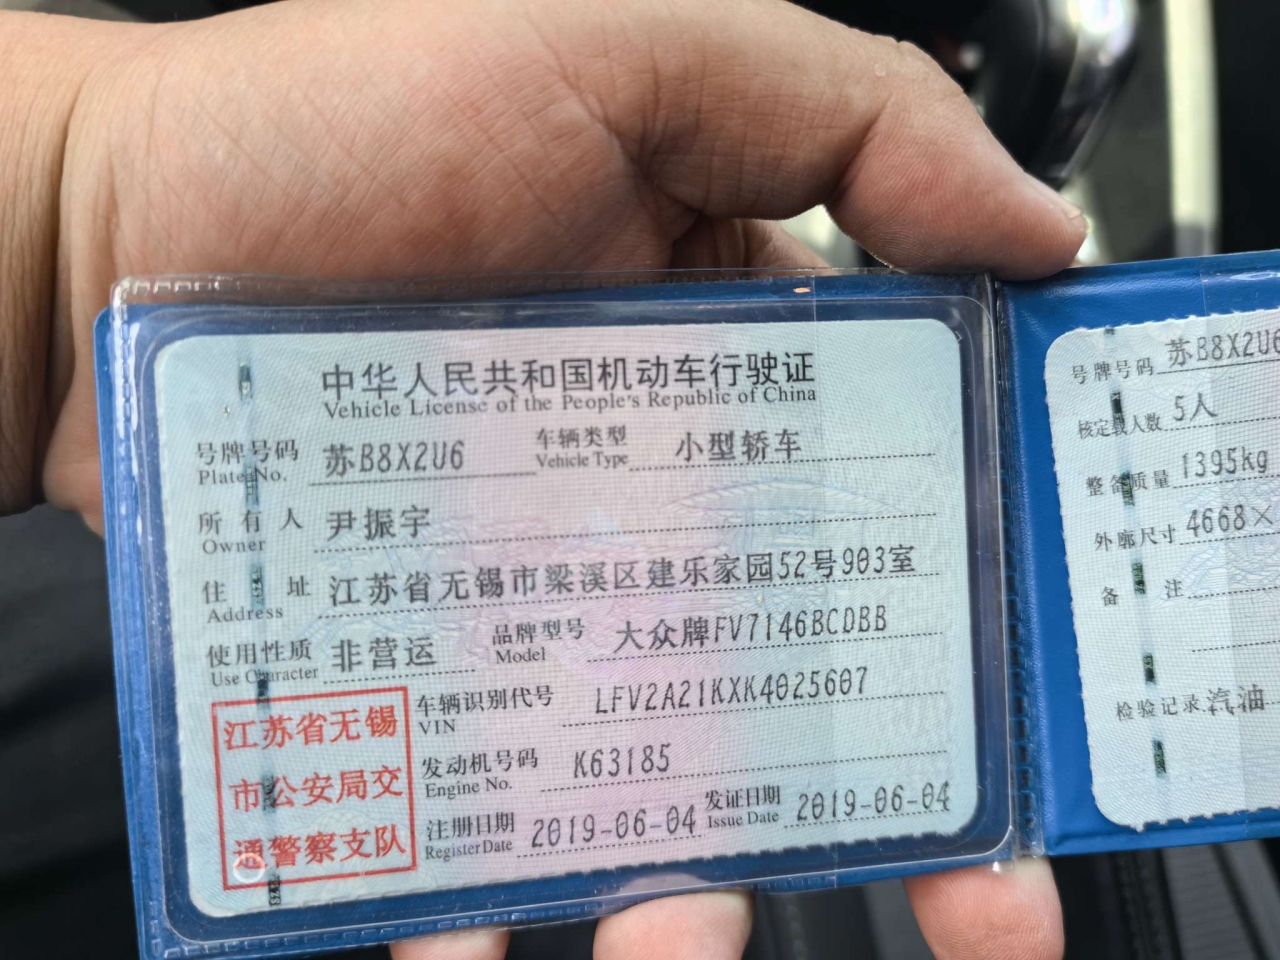 中华人民共和国机动车行驶证
Vehicle License of the People's Republic of China
号牌号码 苏B8X2U6 车辆类型 小型轿车
Plate No. Vehicle Type
所有人 尹振宇
Owner
住址 江苏省无锡市梁溪区建乐家园52号903室
Address
使用性质 非营运 品牌型号 大众牌FV7146BCDBB
Use Character Model
车辆识别代号 LFV2A21KXK4025607
VIN
发动机号码 K63185
Engine No.
注册日期 2019-06-04 发证日期 2019-06-04
Register Date Issue Date
江苏省无锡
市公安局交
通警察支队
号牌号码 苏B8X2U6
核定载人数 5人
整备质量 1395kg
外廓尺寸 4668×
备注
检验记录 汽油